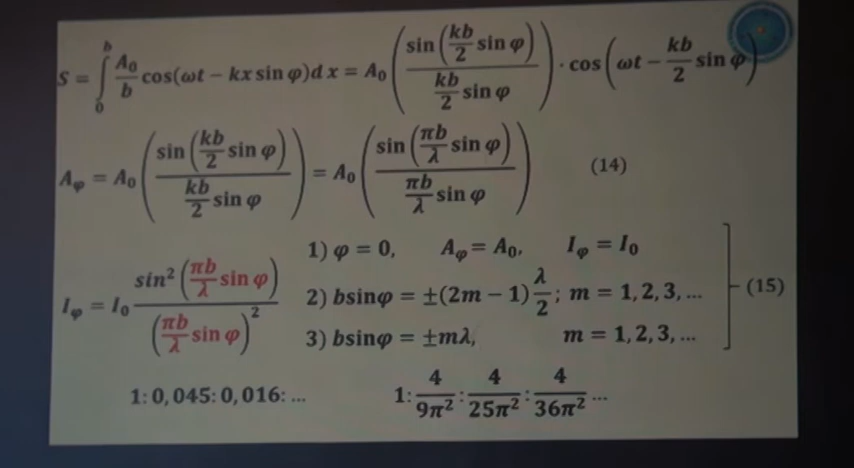 S = ∫₀ᵇ A₀/b cos(ωt − kx sin φ)dx = A₀ (sin(kb/2 sin φ) / (kb/2 sin φ)) · cos(ωt − kb/2 sin φ)
A_φ = A₀ (sin(kb/2 sin φ) / (kb/2 sin φ)) = A₀ (sin(πb/λ sin φ) / (πb/λ sin φ)) (14)
I_φ = I₀ sin²(πb/λ sin φ) / (πb/λ sin φ)²
1) φ = 0, A_φ = A₀, I_φ = I₀
2) bsinφ = ±(2m − 1) λ/2; m = 1, 2, 3, ...
3) bsinφ = ±mλ, m = 1, 2, 3, ...
(15)
1: 0,045: 0,016: ...
1: 4/9π² : 4/25π² : 4/36π² ...